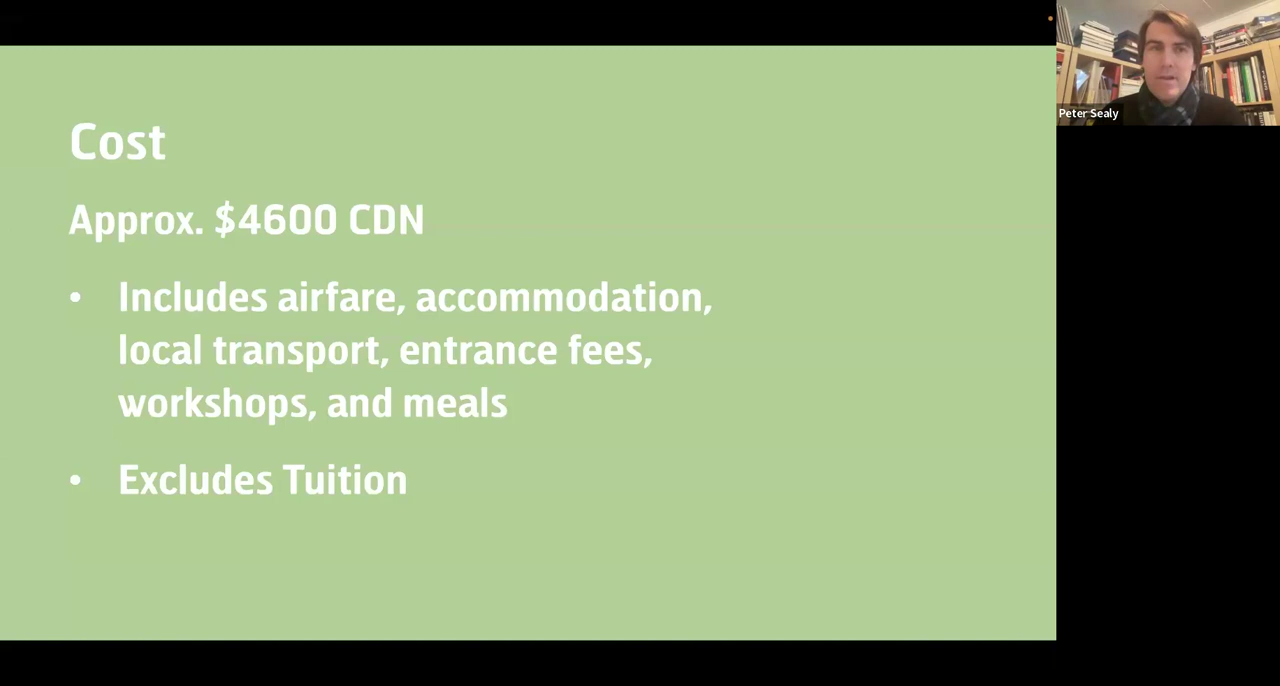 Cost
Approx. $4600 CDN
• Includes airfare, accommodation,
local transport, entrance fees,
workshops, and meals
• Excludes Tuition
Peter Sealy